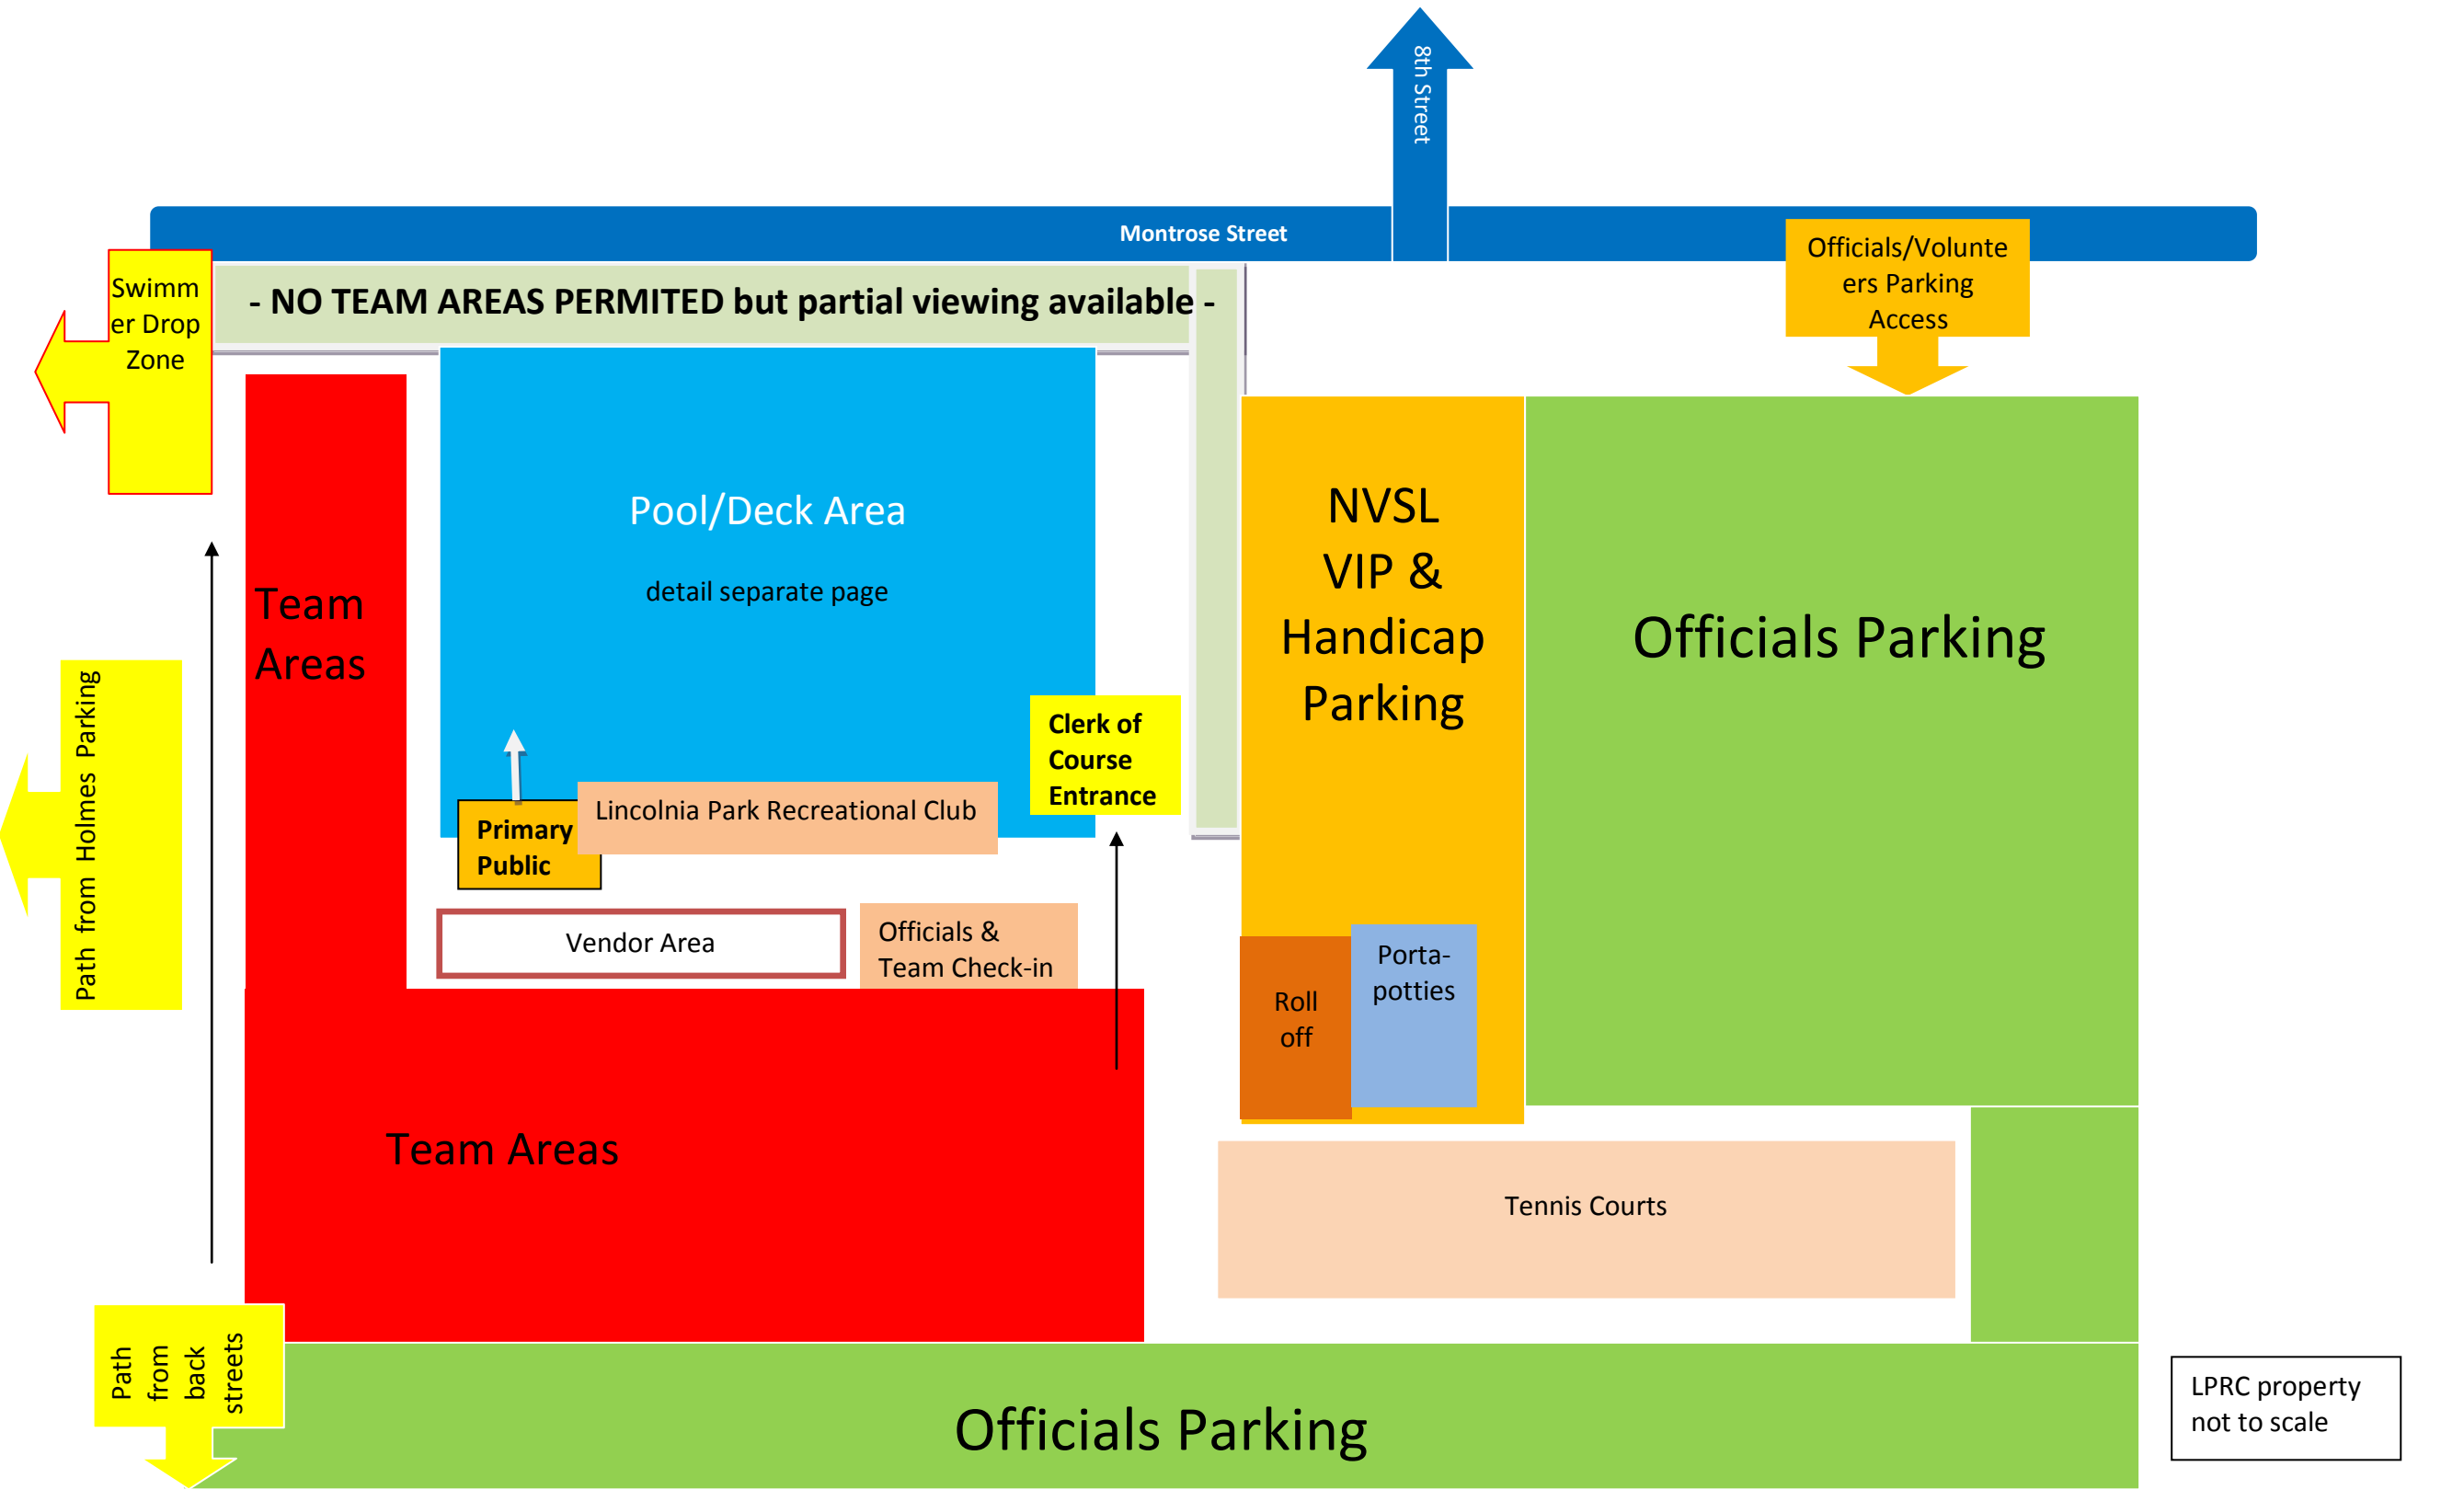 8th Street
Montrose Street
Officials/Volunte
ers Parking
Access
Swimm
er Drop
Zone
- NO TEAM AREAS PERMITED but partial viewing available -
Pool/Deck Area
detail separate page
Team
Areas
NVSL
VIP &
Handicap
Parking
Officials Parking
Path from Holmes Parking
Clerk of
Course
Entrance
Lincolnia Park Recreational Club
Primary
Public
Vendor Area
Officials &
Team Check-in
Roll
off
Porta-
potties
Team Areas
Tennis Courts
Path
from
back
streets
Officials Parking
LPRC property
not to scale